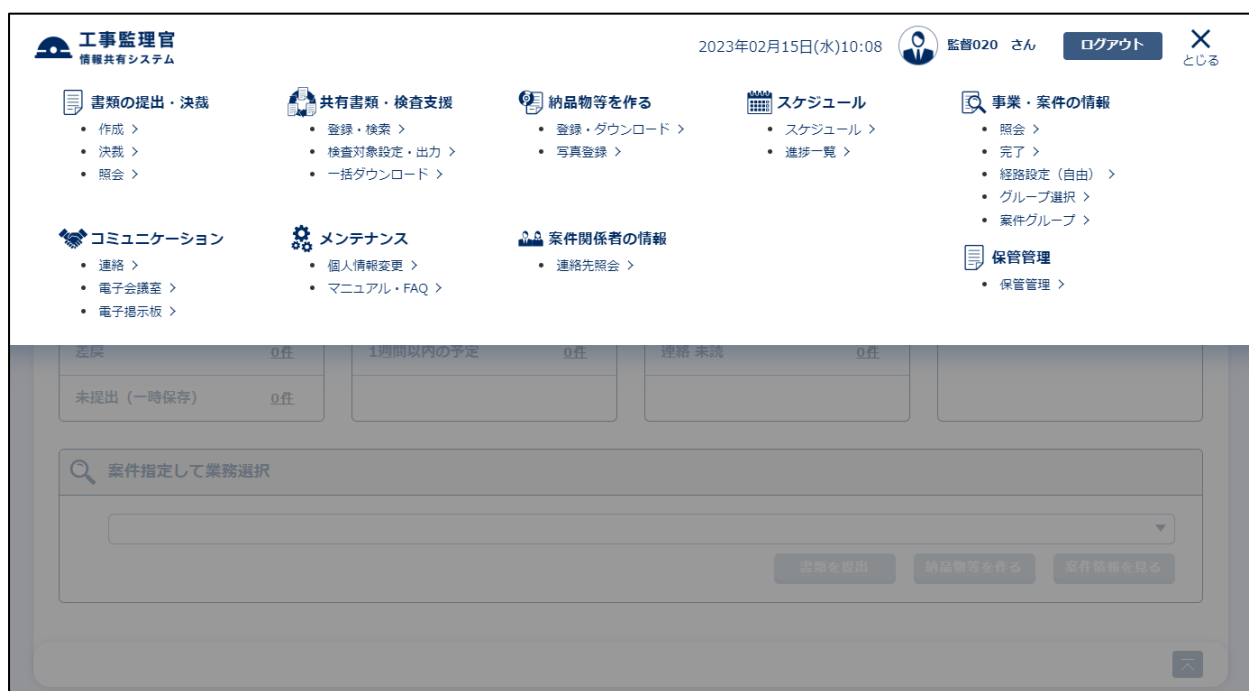 工事監理官
情報共有システム
2023年02月15日(水)10:08
監督020 さん
ログアウト
とじる
書類の提出・決裁
作成 >
決裁 >
照会 >
共有書類・検査支援
登録・検索 >
検査対象設定・出力 >
一括ダウンロード >
納品物等を作る
登録・ダウンロード >
写真登録 >
スケジュール
スケジュール >
進捗一覧 >
事業・案件の情報
照会 >
完了 >
経路設定（自由） >
グループ選択 >
案件グループ >
コミュニケーション
連絡 >
電子会議室 >
電子掲示板 >
メンテナンス
個人情報変更 >
マニュアル・FAQ >
案件関係者の情報
連絡先照会 >
保管管理
保管管理 >
差戻 0件
1週間以内の予定 0件
連絡 未読 0件
未提出（一時保存） 0件
案件指定して業務選択
書類を提出
納品物等を作る
案件情報を見る